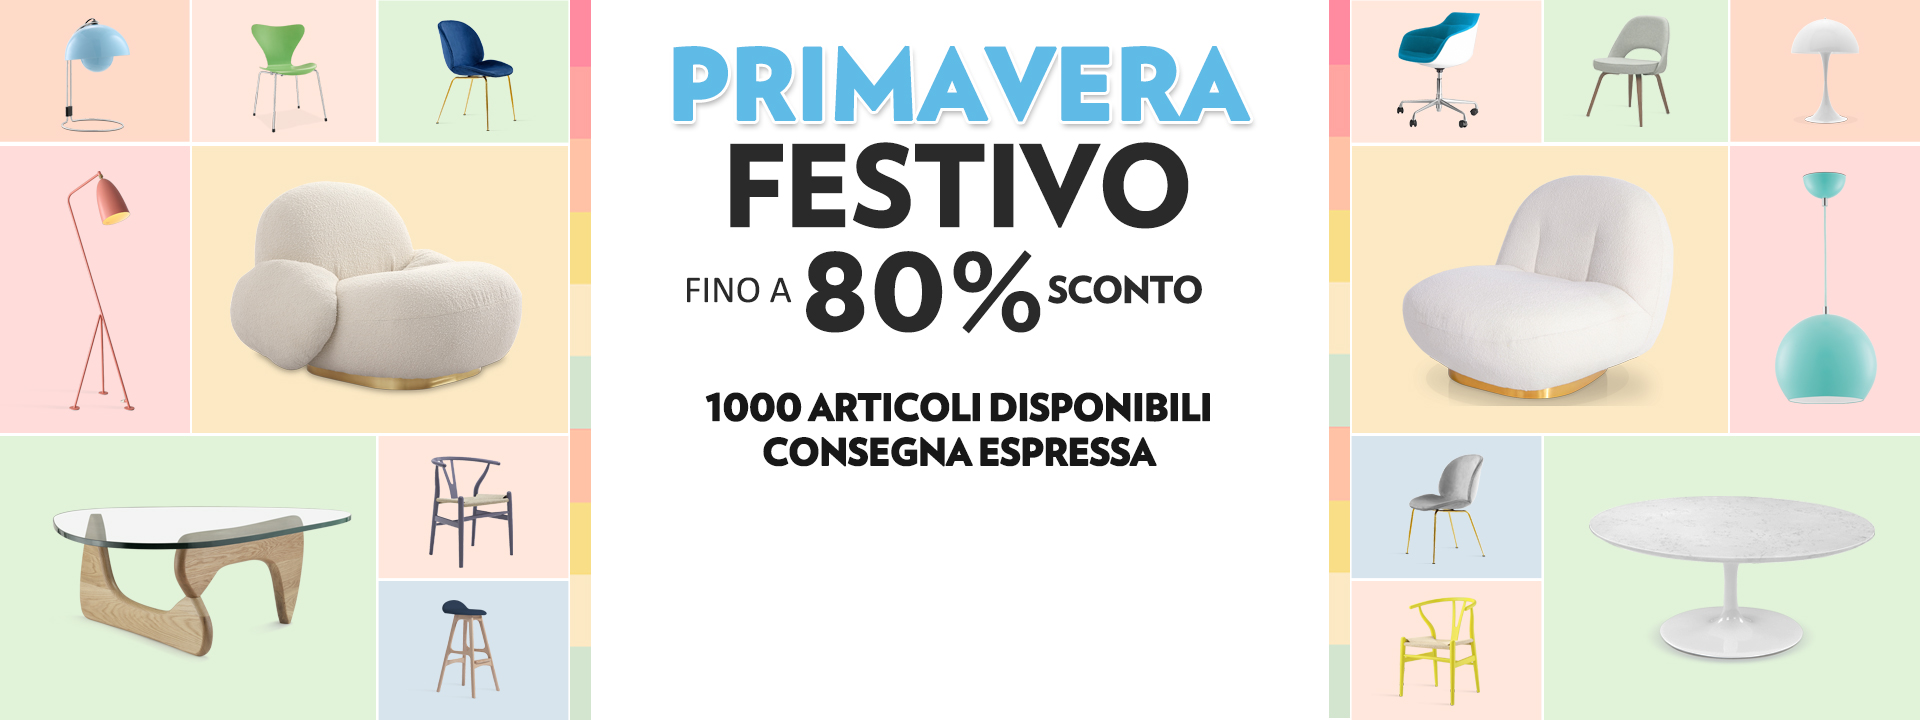 PRIMAVERA
FESTIVO
FINO A 80% SCONTO
1000 ARTICOLI DISPONIBILI
CONSEGNA ESPRESSA